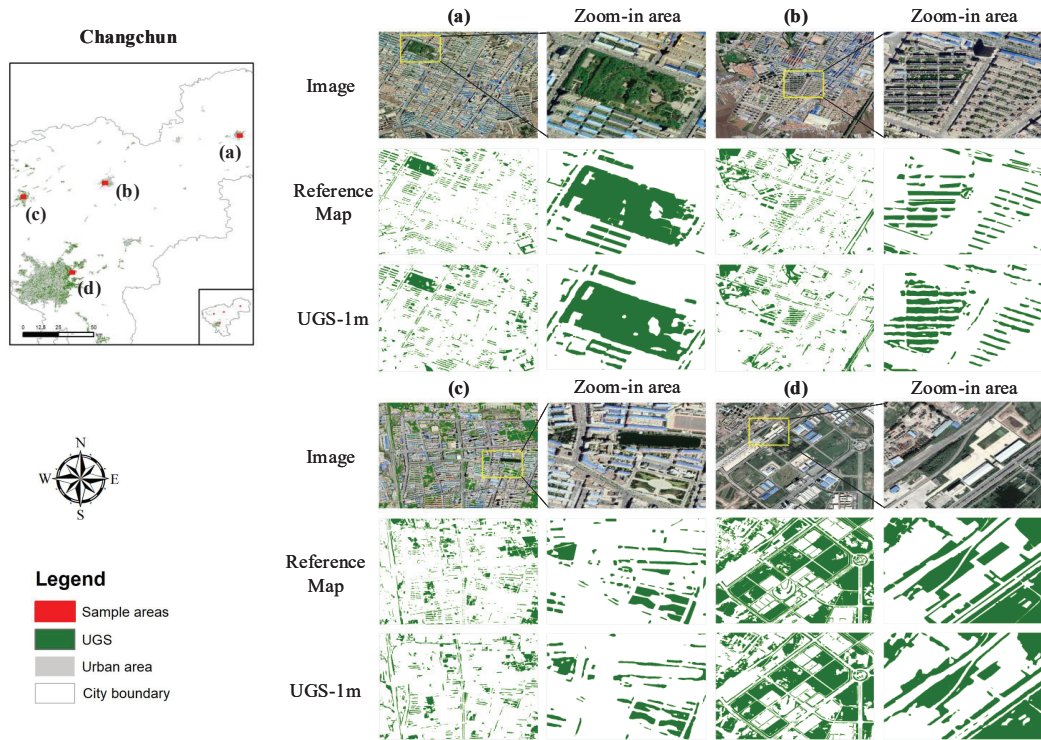 Changchun
(a)
(b)
(c)
(d)
0 12.5 25 50
N
W E
S
Legend
Sample areas
UGS
Urban area
City boundary
(a) Zoom-in area (b) Zoom-in area
Image
Reference
Map
UGS-1m
(c) Zoom-in area (d) Zoom-in area
Image
Reference
Map
UGS-1m